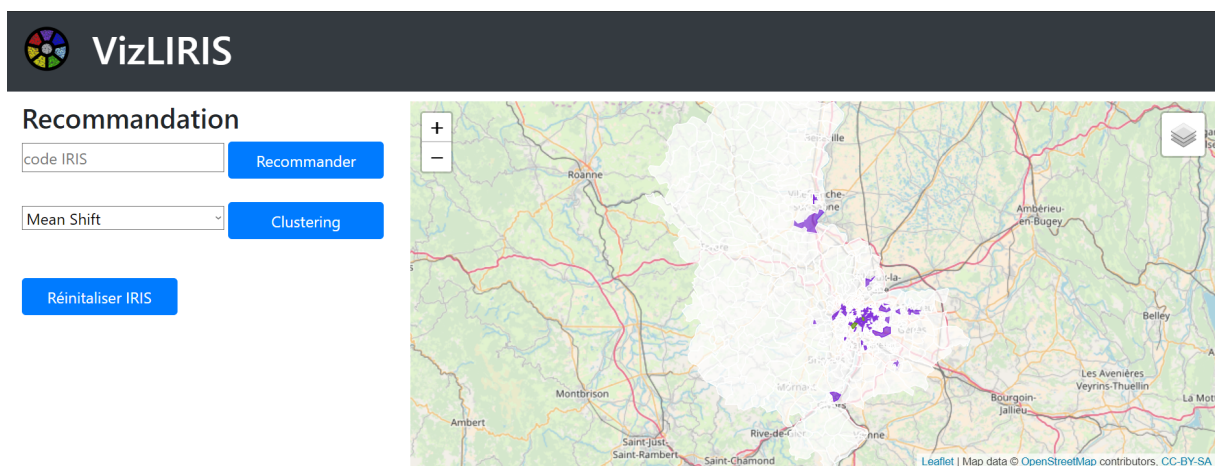 VizLIRIS
Recommandation
code IRIS
Recommander
Mean Shift
Clustering
Réinitaliser IRIS
+
−
Roanne
Ambérieu-
en-Bugey
Belley
Les Avenières
Veyrins-Thuellin
Bourgoin-
Jallieu
La Mot
Montbrison
Ambert
Rive-de-Gier
Saint-Just-
Saint-Rambert
Saint-Chamond
Leaflet | Map data © OpenStreetMap contributors, CC-BY-SA